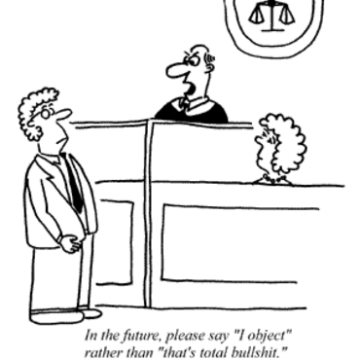 In the future, please say "I object"
rather than "that's total bullshit."